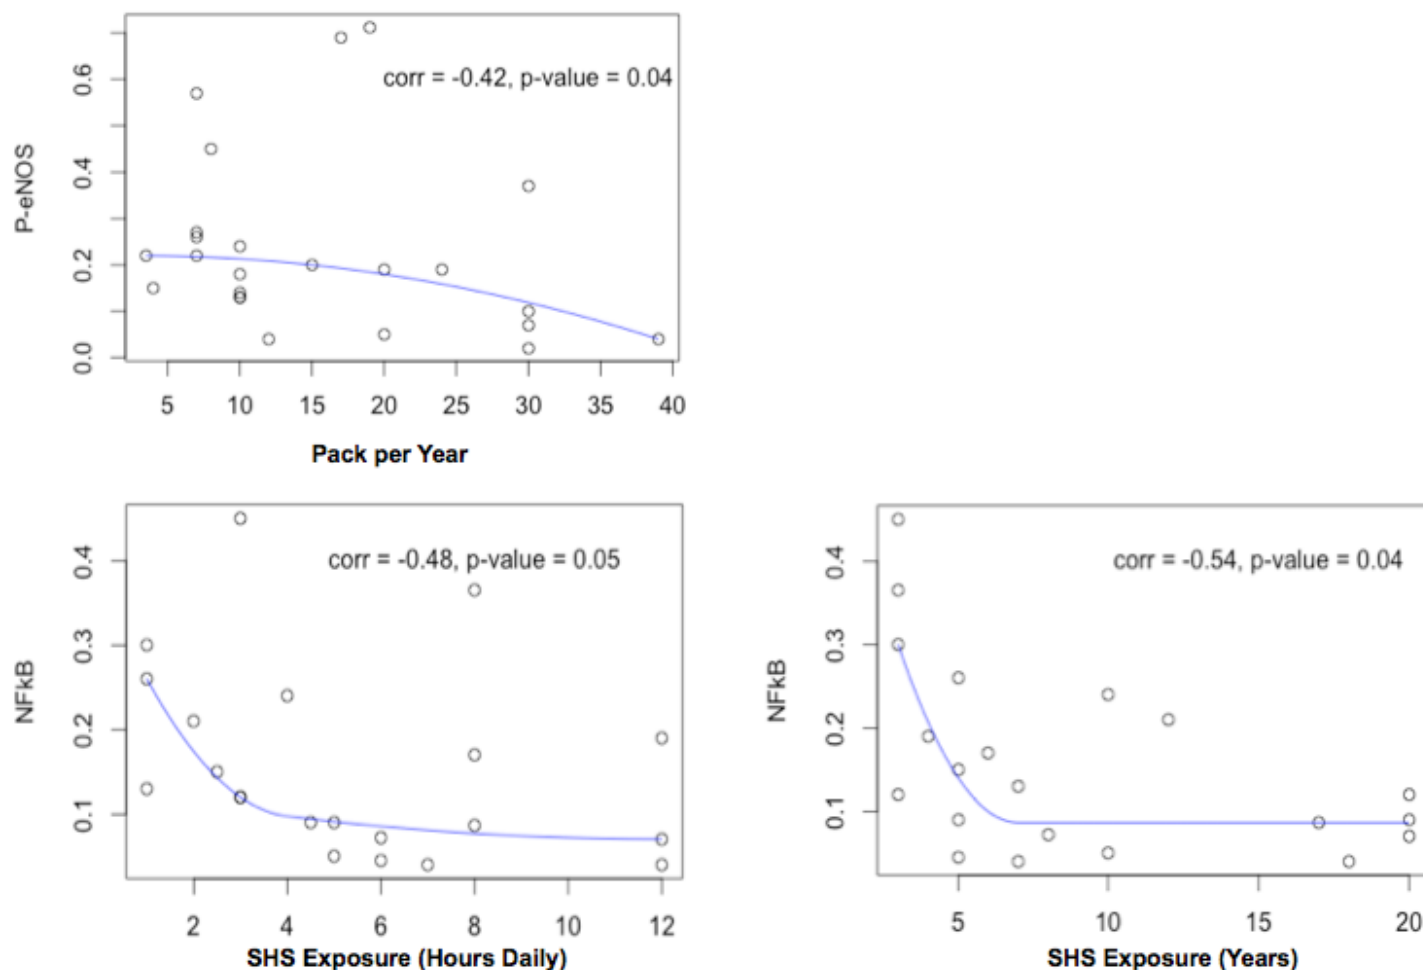 corr = -0.42, p-value = 0.04
P-eNOS
0.0 0.2 0.4 0.6
5 10 15 20 25 30 35 40
Pack per Year
corr = -0.48, p-value = 0.05
NFkB
0.1 0.2 0.3 0.4
2 4 6 8 10 12
SHS Exposure (Hours Daily)
corr = -0.54, p-value = 0.04
NFkB
0.1 0.2 0.3 0.4
5 10 15 20
SHS Exposure (Years)